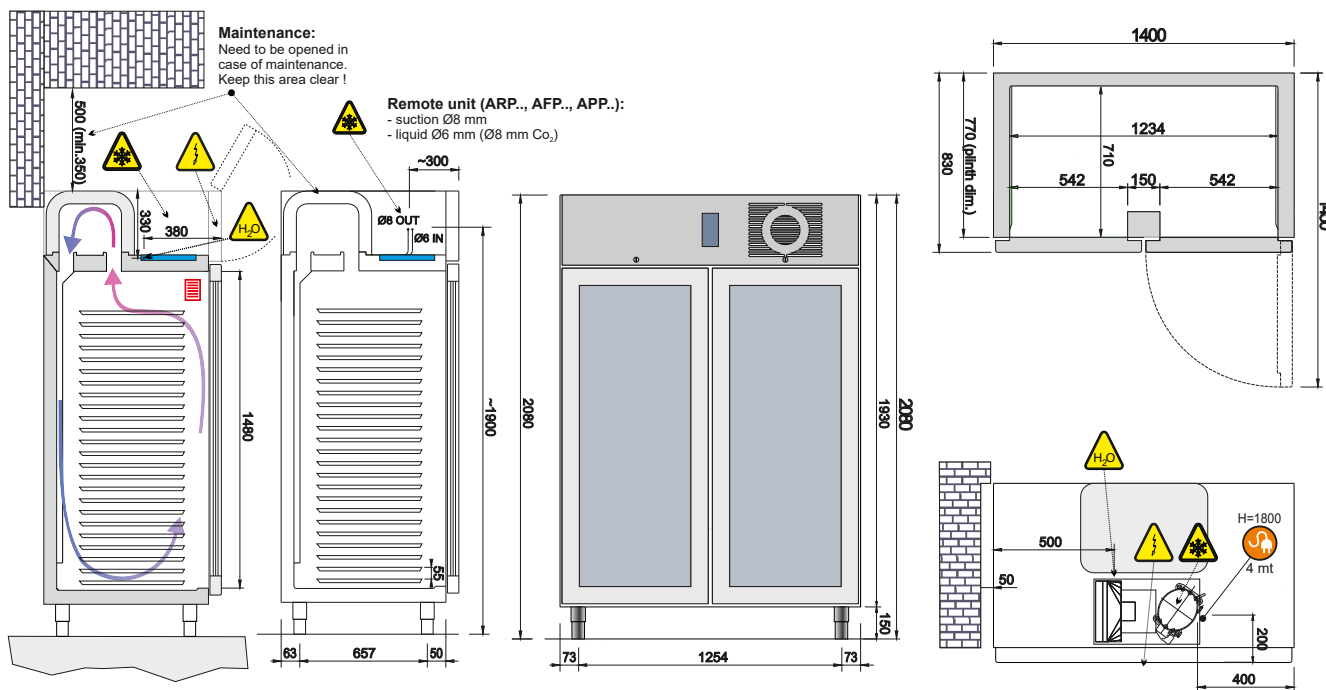 Maintenance:
Need to be opened in
case of maintenance.
Keep this area clear !
500 (min.350)
Remote unit (ARP.., AFP.., APP..):
- suction Ø8 mm
- liquid Ø6 mm (Ø8 mm Co₂)
~300
330
380
H₂O
Ø8 OUT
Ø6 IN
1480
55
~1900
63
657
50
2080
1930
2080
150
73
1254
73
1400
1234
710
770 (plinth dim.)
830
542
150
542
H₂O
H=1800
4 mt
500
50
200
400